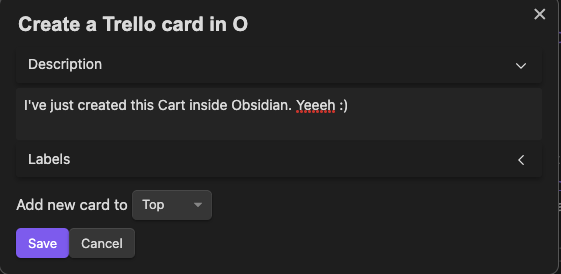 Create a Trello card in O
Description
I've just created this Cart inside Obsidian. Yeeeh :)
Labels
Add new card to Top
Save Cancel